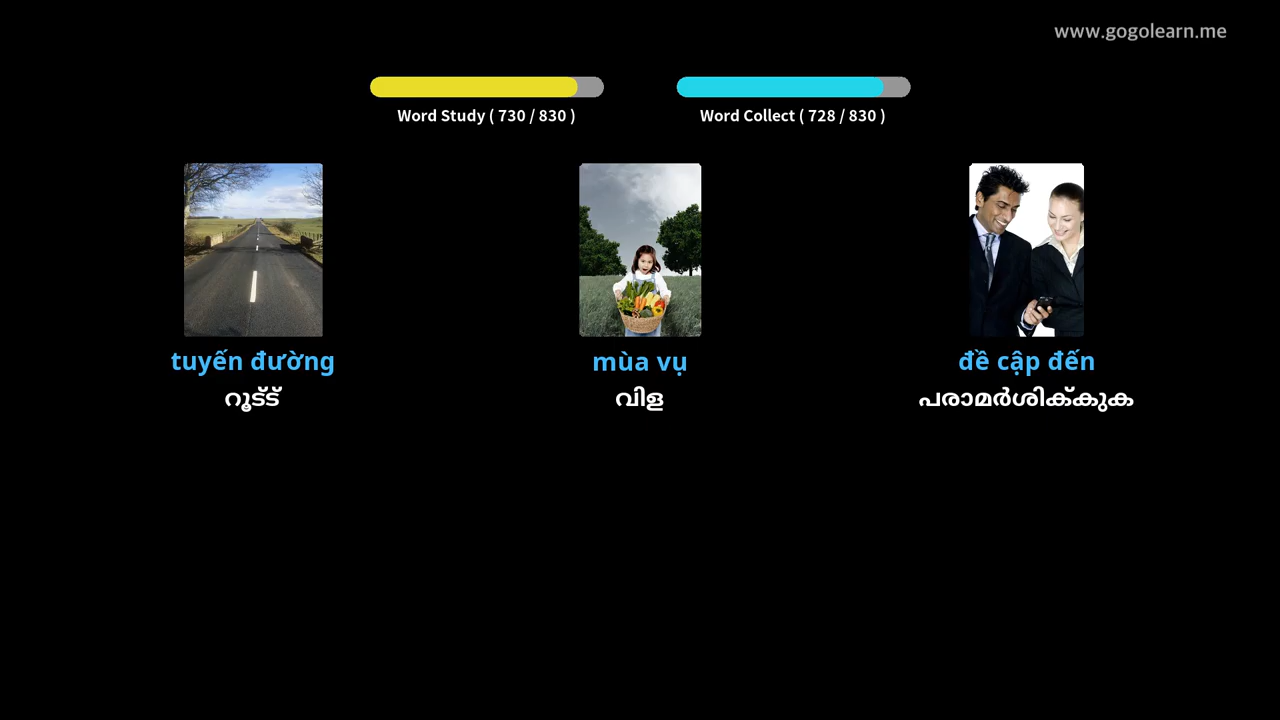 www.gogolearn.me
Word Study ( 730 / 830 )
Word Collect ( 728 / 830 )
tuyến đường
റൂട്ട്
mùa vụ
വിള
đề cập đến
പരാമർശിക്കുക